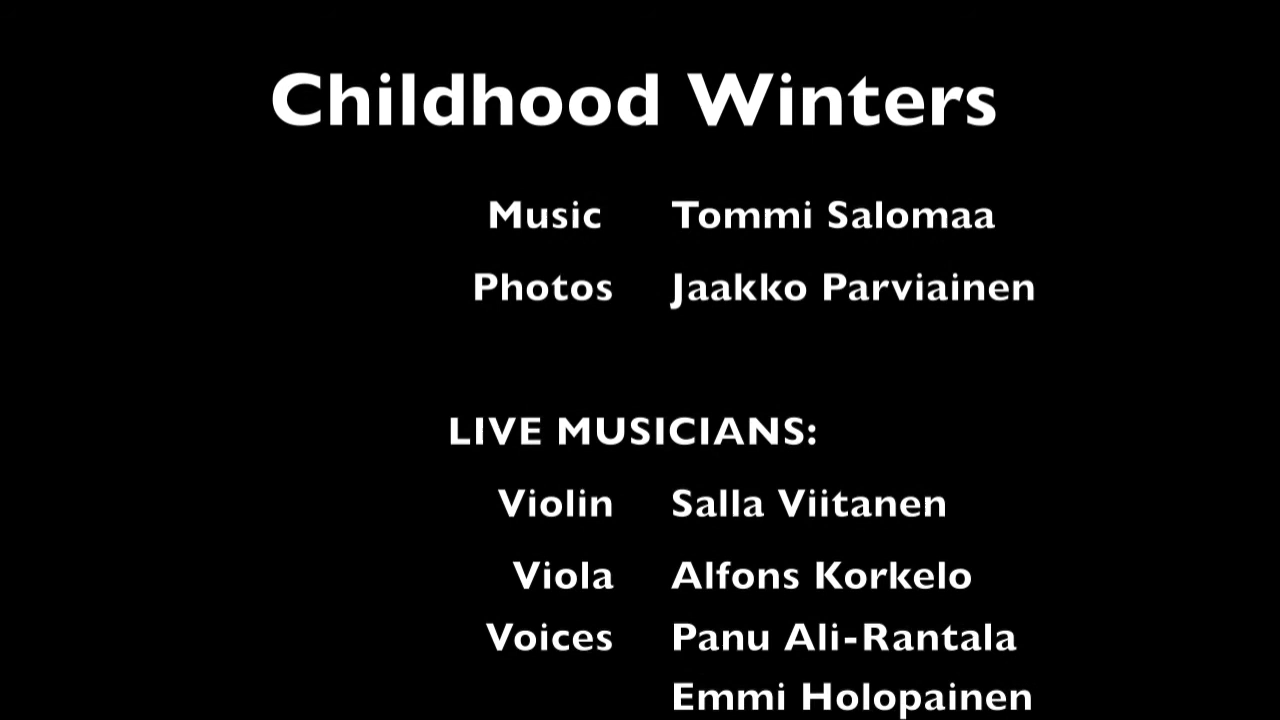 Childhood Winters
Music Tommi Salomaa
Photos Jaakko Parviainen
LIVE MUSICIANS:
Violin Salla Viitanen
Viola Alfons Korkelo
Voices Panu Ali-Rantala
Emmi Holopainen